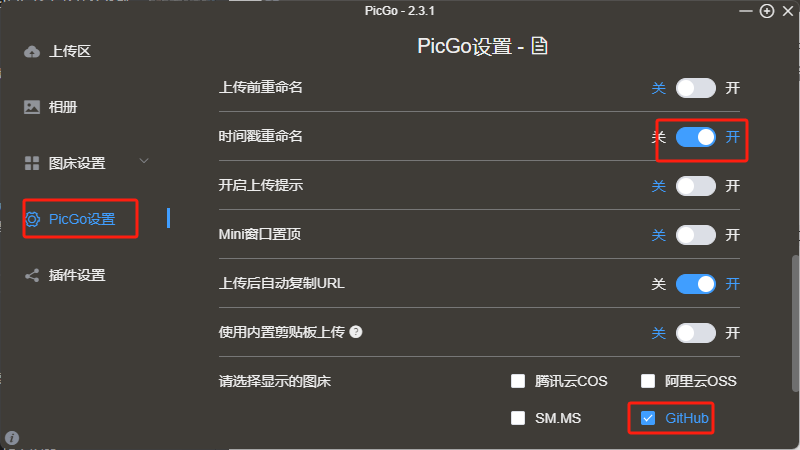 PicGo - 2.3.1
上传区
相册
图床设置
PicGo设置
插件设置
PicGo设置 -
上传前重命名 关 开
时间戳重命名 关 开
开启上传提示 关 开
Mini窗口置顶 关 开
上传后自动复制URL 关 开
使用内置剪贴板上传 ? 关 开
请选择显示的图床 腾讯云COS 阿里云OSS
SM.MS GitHub